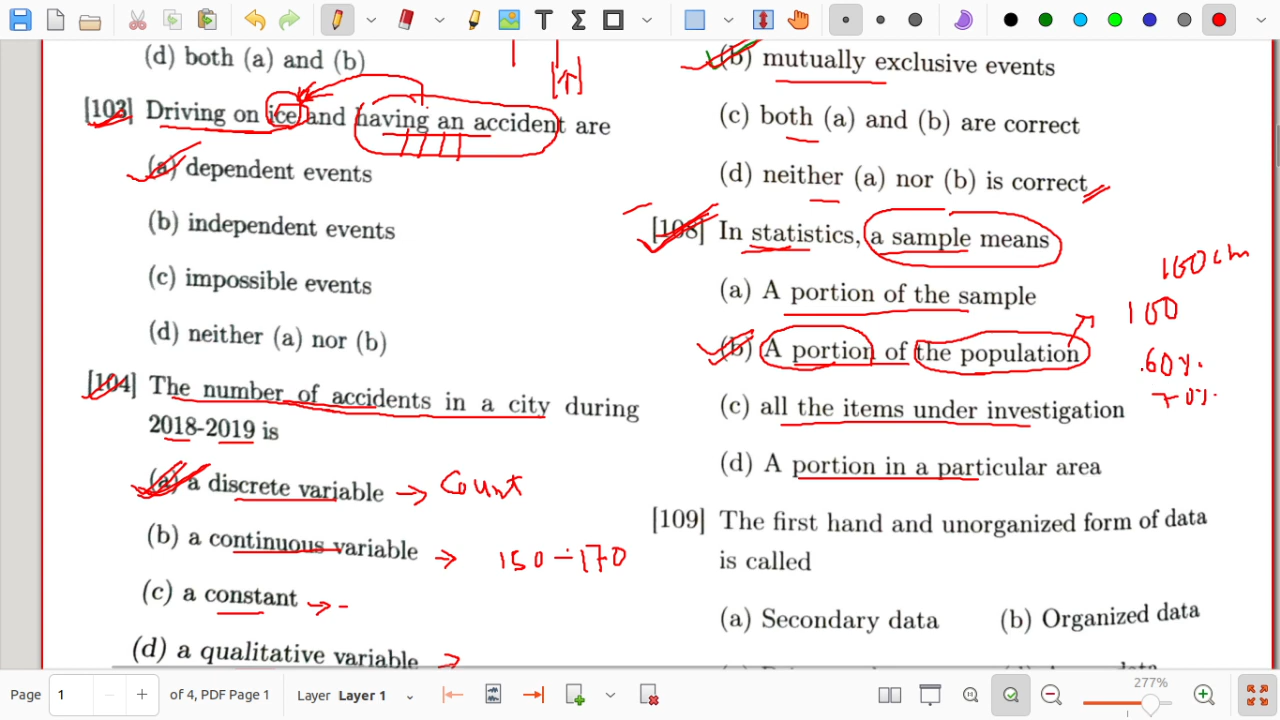 (d) both (a) and (b)
[↑]
[103] Driving on ice and having an accident are
(a) dependent events
(b) independent events
(c) impossible events
(d) neither (a) nor (b)
[104] The number of accidents in a city during
2018-2019 is
(a) a discrete variable → Count
(b) a continuous variable → 150-170
(c) a constant → -
(d) a qualitative variable →
(b) mutually exclusive events
(c) both (a) and (b) are correct
(d) neither (a) nor (b) is correct
[108] In statistics, a sample means
160cm
(a) A portion of the sample
100
(b) A portion of the population
60%.
(c) all the items under investigation
70%.
(d) A portion in a particular area
[109] The first hand and unorganized form of data
is called
(a) Secondary data (b) Organized data
Page 1 - + of 4, PDF Page 1 Layer Layer 1 277%